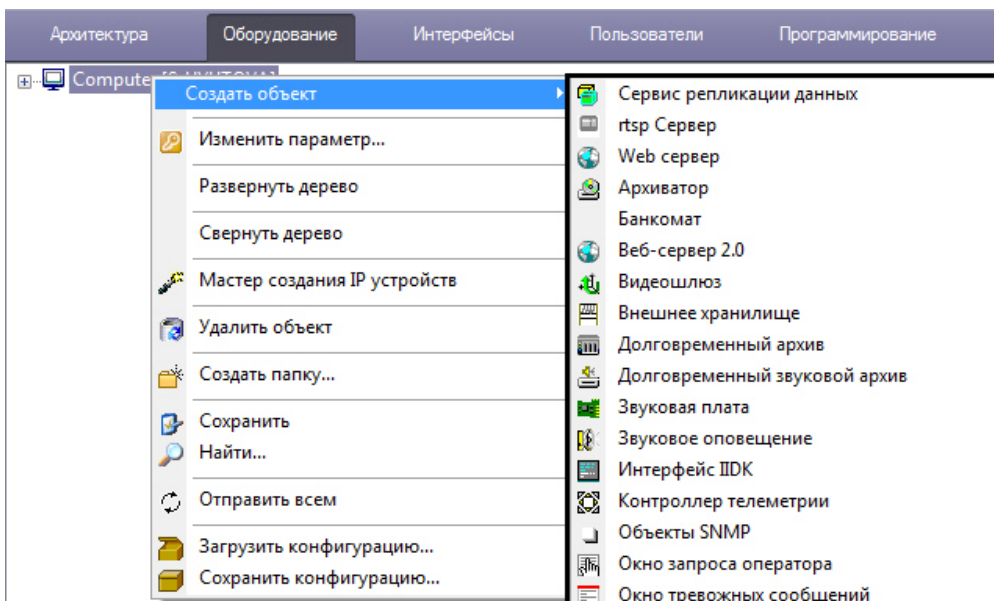 Архитектура Оборудование Интерфейсы Пользователи Программирование
Создать объект
Изменить параметр...
Развернуть дерево
Свернуть дерево
Мастер создания IP устройств
Удалить объект
Создать папку...
Сохранить
Найти...
Отправить всем
Загрузить конфигурацию...
Сохранить конфигурацию...
Сервис репликации данных
rtsp Сервер
Web сервер
Архиватор
Банкомат
Веб-сервер 2.0
Видеошлюз
Внешнее хранилище
Долговременный архив
Долговременный звуковой архив
Звуковая плата
Звуковое оповещение
Интерфейс IIDK
Контроллер телеметрии
Объекты SNMP
Окно запроса оператора
Окно тревожных сообщений